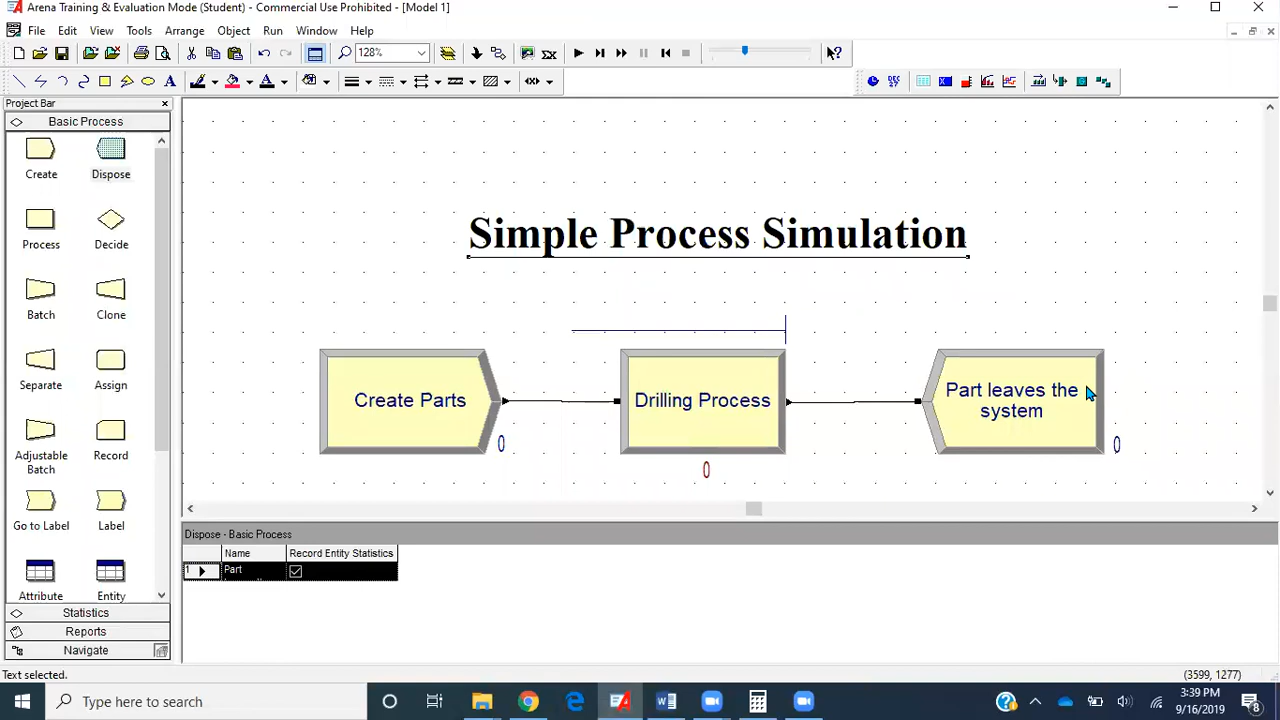 Arena Training & Evaluation Mode (Student) - Commercial Use Prohibited - [Model 1]
File Edit View Tools Arrange Object Run Window Help
128%
Project Bar
Basic Process
Create Dispose
Process Decide
Batch Clone
Separate Assign
Adjustable Batch Record
Go to Label Label
Attribute Entity
Statistics
Reports
Navigate
Simple Process Simulation
Create Parts
0
Drilling Process
0
Part leaves the
system
0
Dispose - Basic Process
Name Record Entity Statistics
1 Part
Text selected. (3599, 1277)
Type here to search
3:39 PM
9/16/2019
8